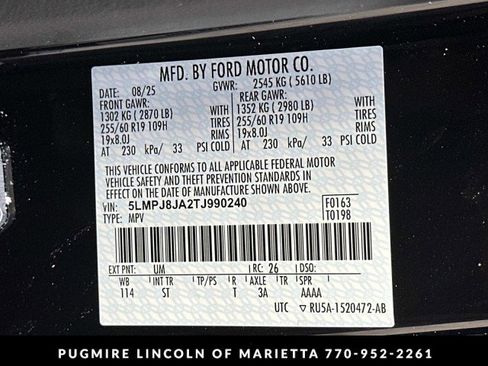 MFD. BY FORD MOTOR CO.
DATE: 08/25 GVWR: 2545 KG ( 5610 LB)
FRONT GAWR: REAR GAWR:
1302 KG ( 2870 LB) WITH 1352 KG ( 2980 LB) WITH
255/60 R19 109H TIRES 255/60 R19 109H TIRES
19x8.0J RIMS 19x8.0J RIMS
AT 230 kPa/ 33 PSI COLD AT 230 kPa/ 33 PSI COLD
THIS VEHICLE CONFORMS TO ALL APPLICABLE FEDERAL MOTOR
VEHICLE SAFETY AND THEFT PREVENTION STANDARDS IN
EFFECT ON THE DATE OF MANUFACTURE SHOWN ABOVE.
VIN: 5LMPJ8JA2TJ990240 F0163
TYPE: MPV T0198
EXT PNT: UM RC: 26 DSO:
WB ST TP/PS R AXLE TR SPR
114 ST T 3A AAAA
UTC ▽ RU5A-1520472-AB
PUGMIRE LINCOLN OF MARIETTA 770-952-2261